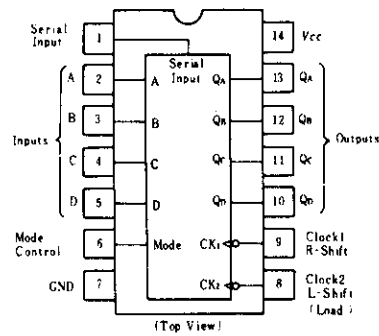 Serial
Input
1
14
Vcc
Serial
Input
A
2
A
QA
13
QA
B
3
B
QB
12
QB
Inputs
Outputs
C
4
C
QC
11
QC
D
5
D
QD
10
QD
Mode
Control
6
Mode
CK1
9
Clock1
R-Shift
GND
7
CK2
8
Clock2
L-Shift
(Load)
(Top View)